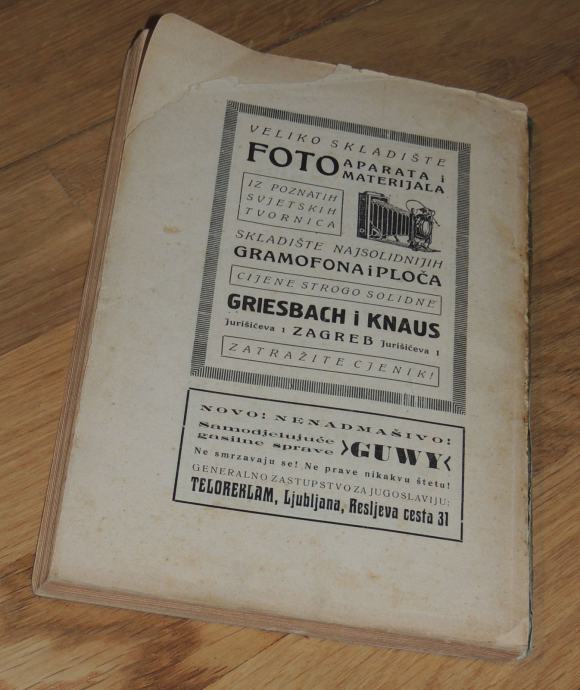 VELIKO SKLADIŠTE
FOTO APARATA i
MATERIJALA
IZ POZNATIH
SVJETSKIH
TVORNICA
SKLADIŠTE NAJSOLIDNIJIH
GRAMOFONA i PLOČA
CIJENE STROGO SOLIDNE
GRIESBACH i KNAUS
Jurišićeva 1 ZAGREB Jurišićeva 1
ZATRAŽITE CJENIK!
NOVO! NENADMAŠIVO!
Samodjelujuće
gasilne sprave >GUWY<
Ne smrzavaju se! Ne prave nikakvu štetu!
GENERALNO ZASTUPSTVO ZA JUGOSLAVIJU:
TELOREKLAM, Ljubljana, Resljeva cesta 31